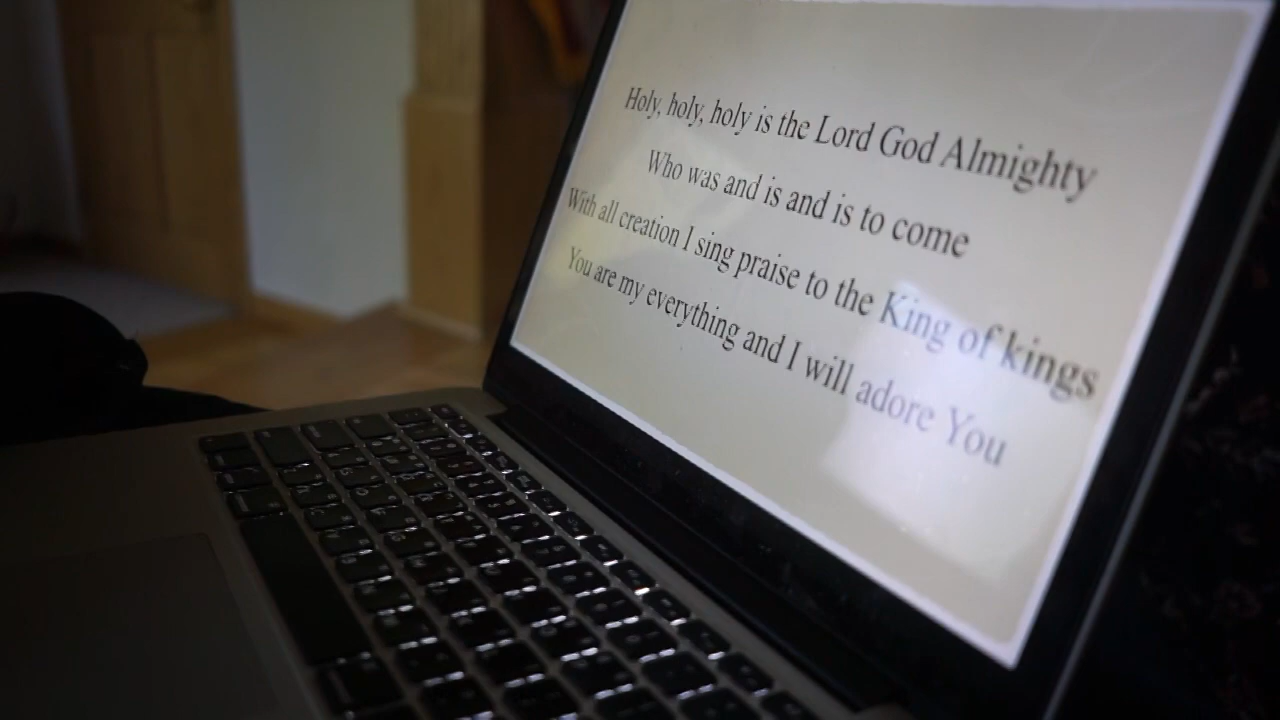 Holy, holy, holy is the Lord God Almighty
Who was and is and is to come
With all creation I sing praise to the King of kings
You are my everything and I will adore You